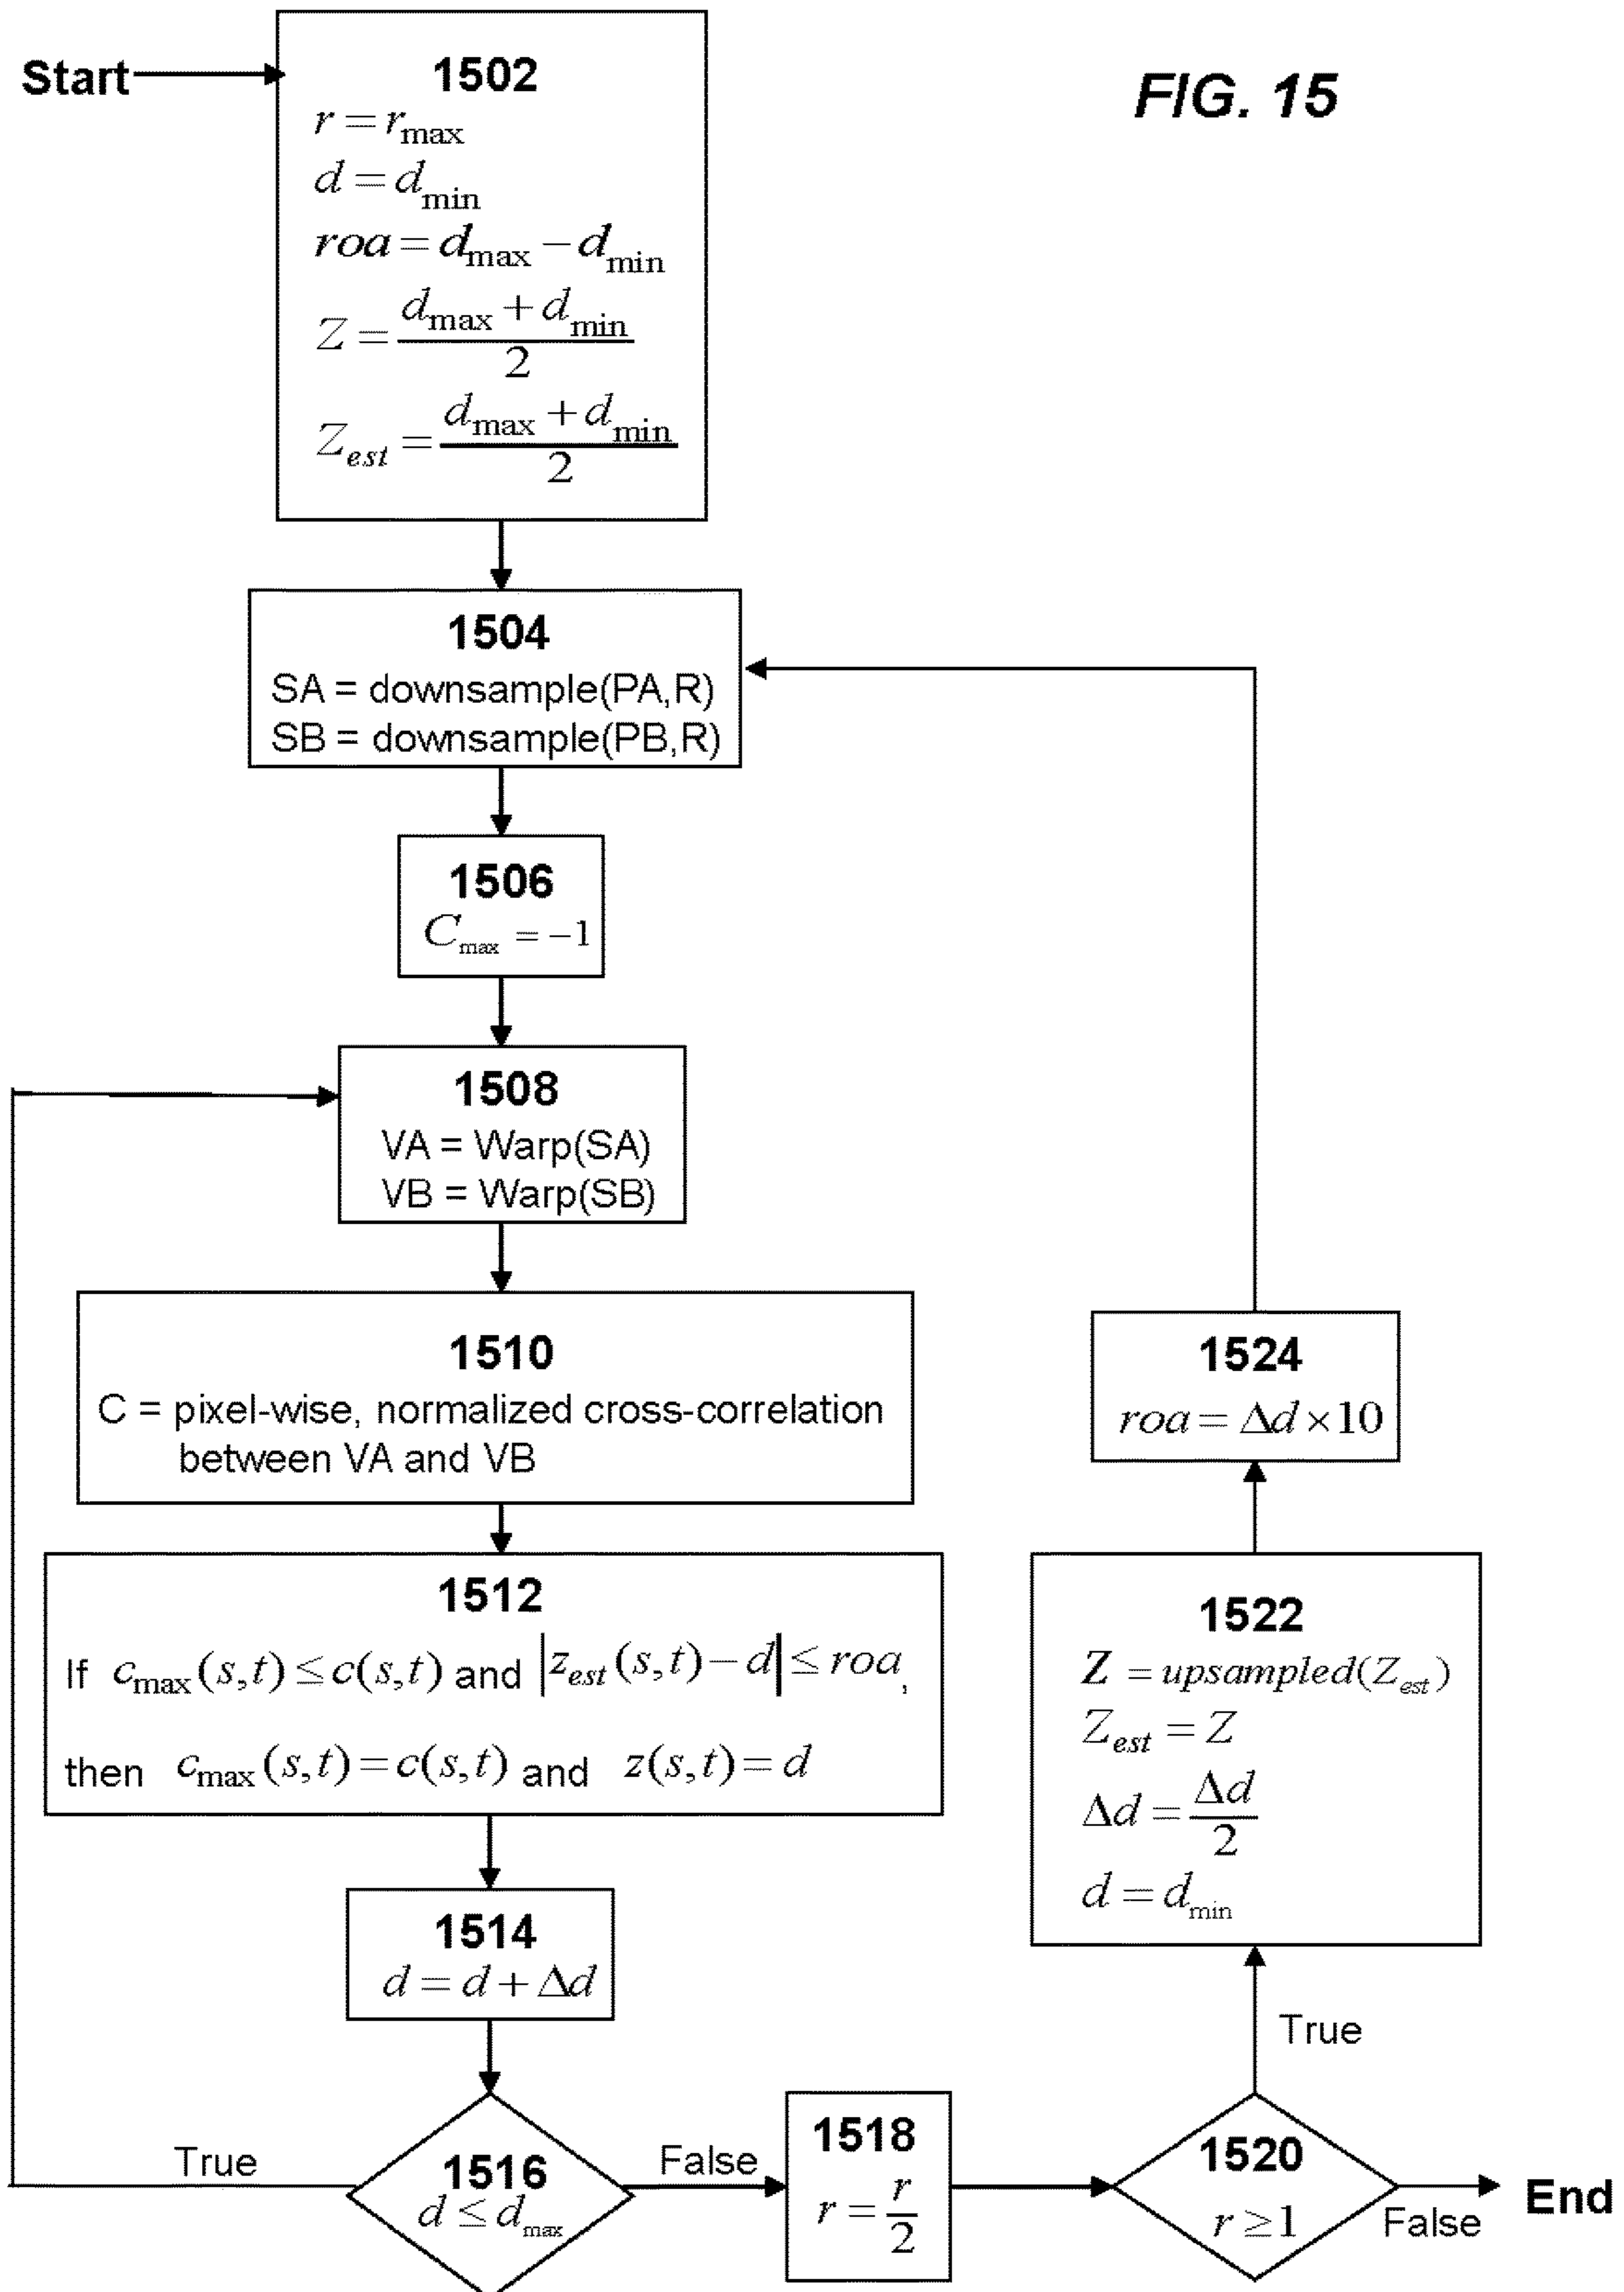 FIG. 15
Start
1502
r = r_max
d = d_min
roa = d_max − d_min
Z = (d_max + d_min) / 2
Z_est = (d_max + d_min) / 2
1504
SA = downsample(PA,R)
SB = downsample(PB,R)
1506
C_max = −1
1508
VA = Warp(SA)
VB = Warp(SB)
1510
C = pixel-wise, normalized cross-correlation
between VA and VB
1512
If c_max(s,t) ≤ c(s,t) and |z_est(s,t) − d| ≤ roa,
then c_max(s,t) = c(s,t) and z(s,t) = d
1514
d = d + Δd
1516
d ≤ d_max
True
False
1518
r = r/2
1520
r ≥ 1
False
End
True
1522
Z = upsampled(Z_est)
Z_est = Z
Δd = Δd/2
d = d_min
1524
roa = Δd × 10